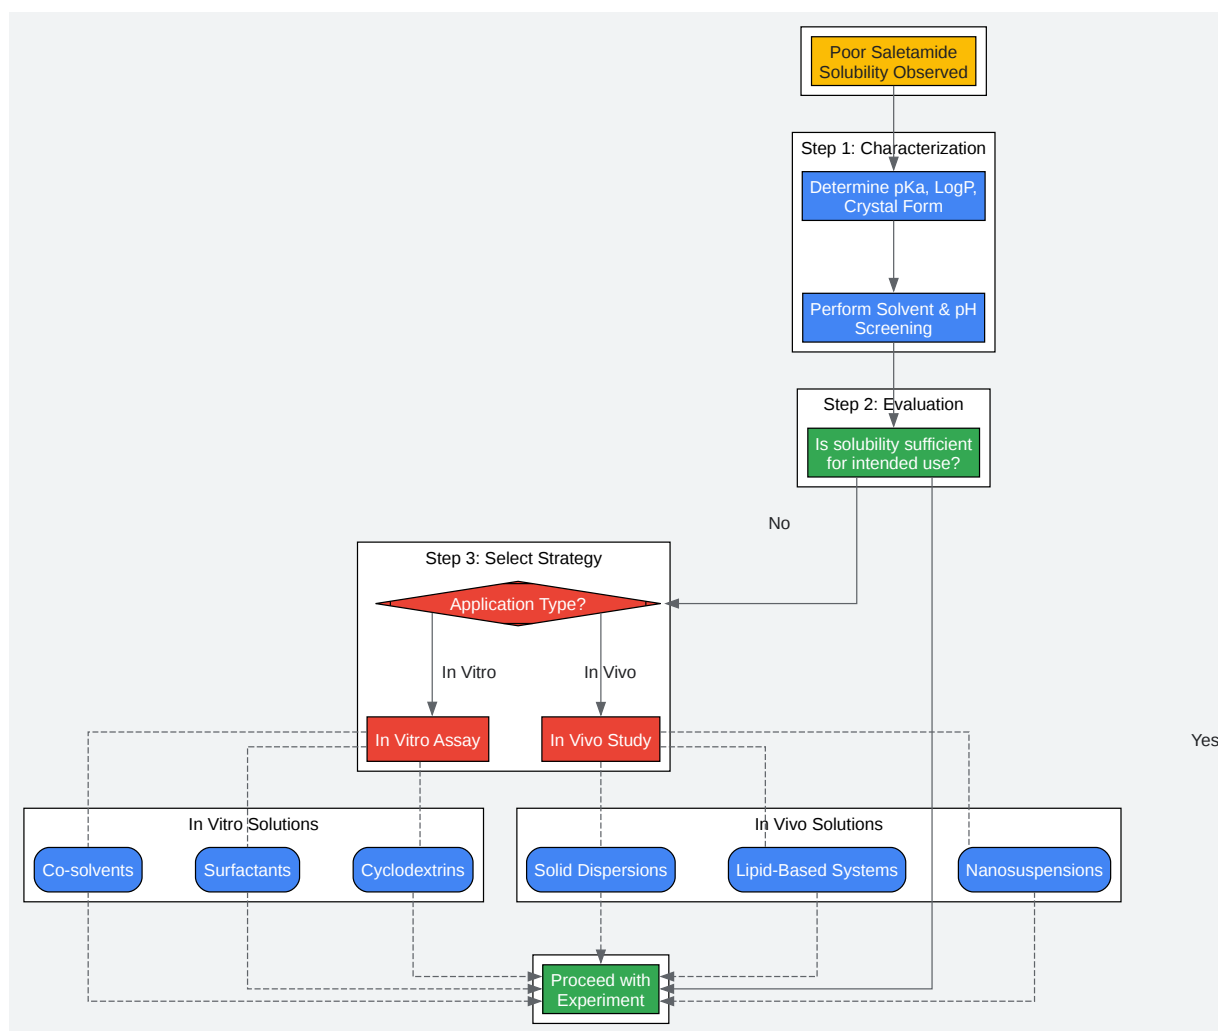 Poor Saletamide
Solubility Observed
Step 1: Characterization
Determine pKa, LogP,
Crystal Form
Perform Solvent & pH
Screening
Step 2: Evaluation
Is solubility sufficient
for intended use?
No
Step 3: Select Strategy
Application Type?
In Vitro
In Vivo
In Vitro Assay
In Vivo Study
Yes
In Vitro Solutions
In Vivo Solutions
Co-solvents
Surfactants
Cyclodextrins
Solid Dispersions
Lipid-Based Systems
Nanosuspensions
Proceed with
Experiment